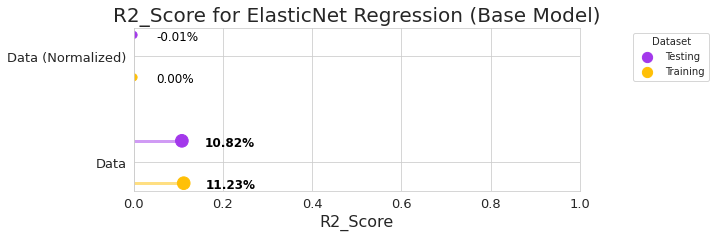 R2_Score for ElasticNet Regression (Base Model)
Dataset
Testing
Training
Data (Normalized)
-0.01%
0.00%
10.82%
Data
11.23%
0.0 0.2 0.4 0.6 0.8 1.0
R2_Score